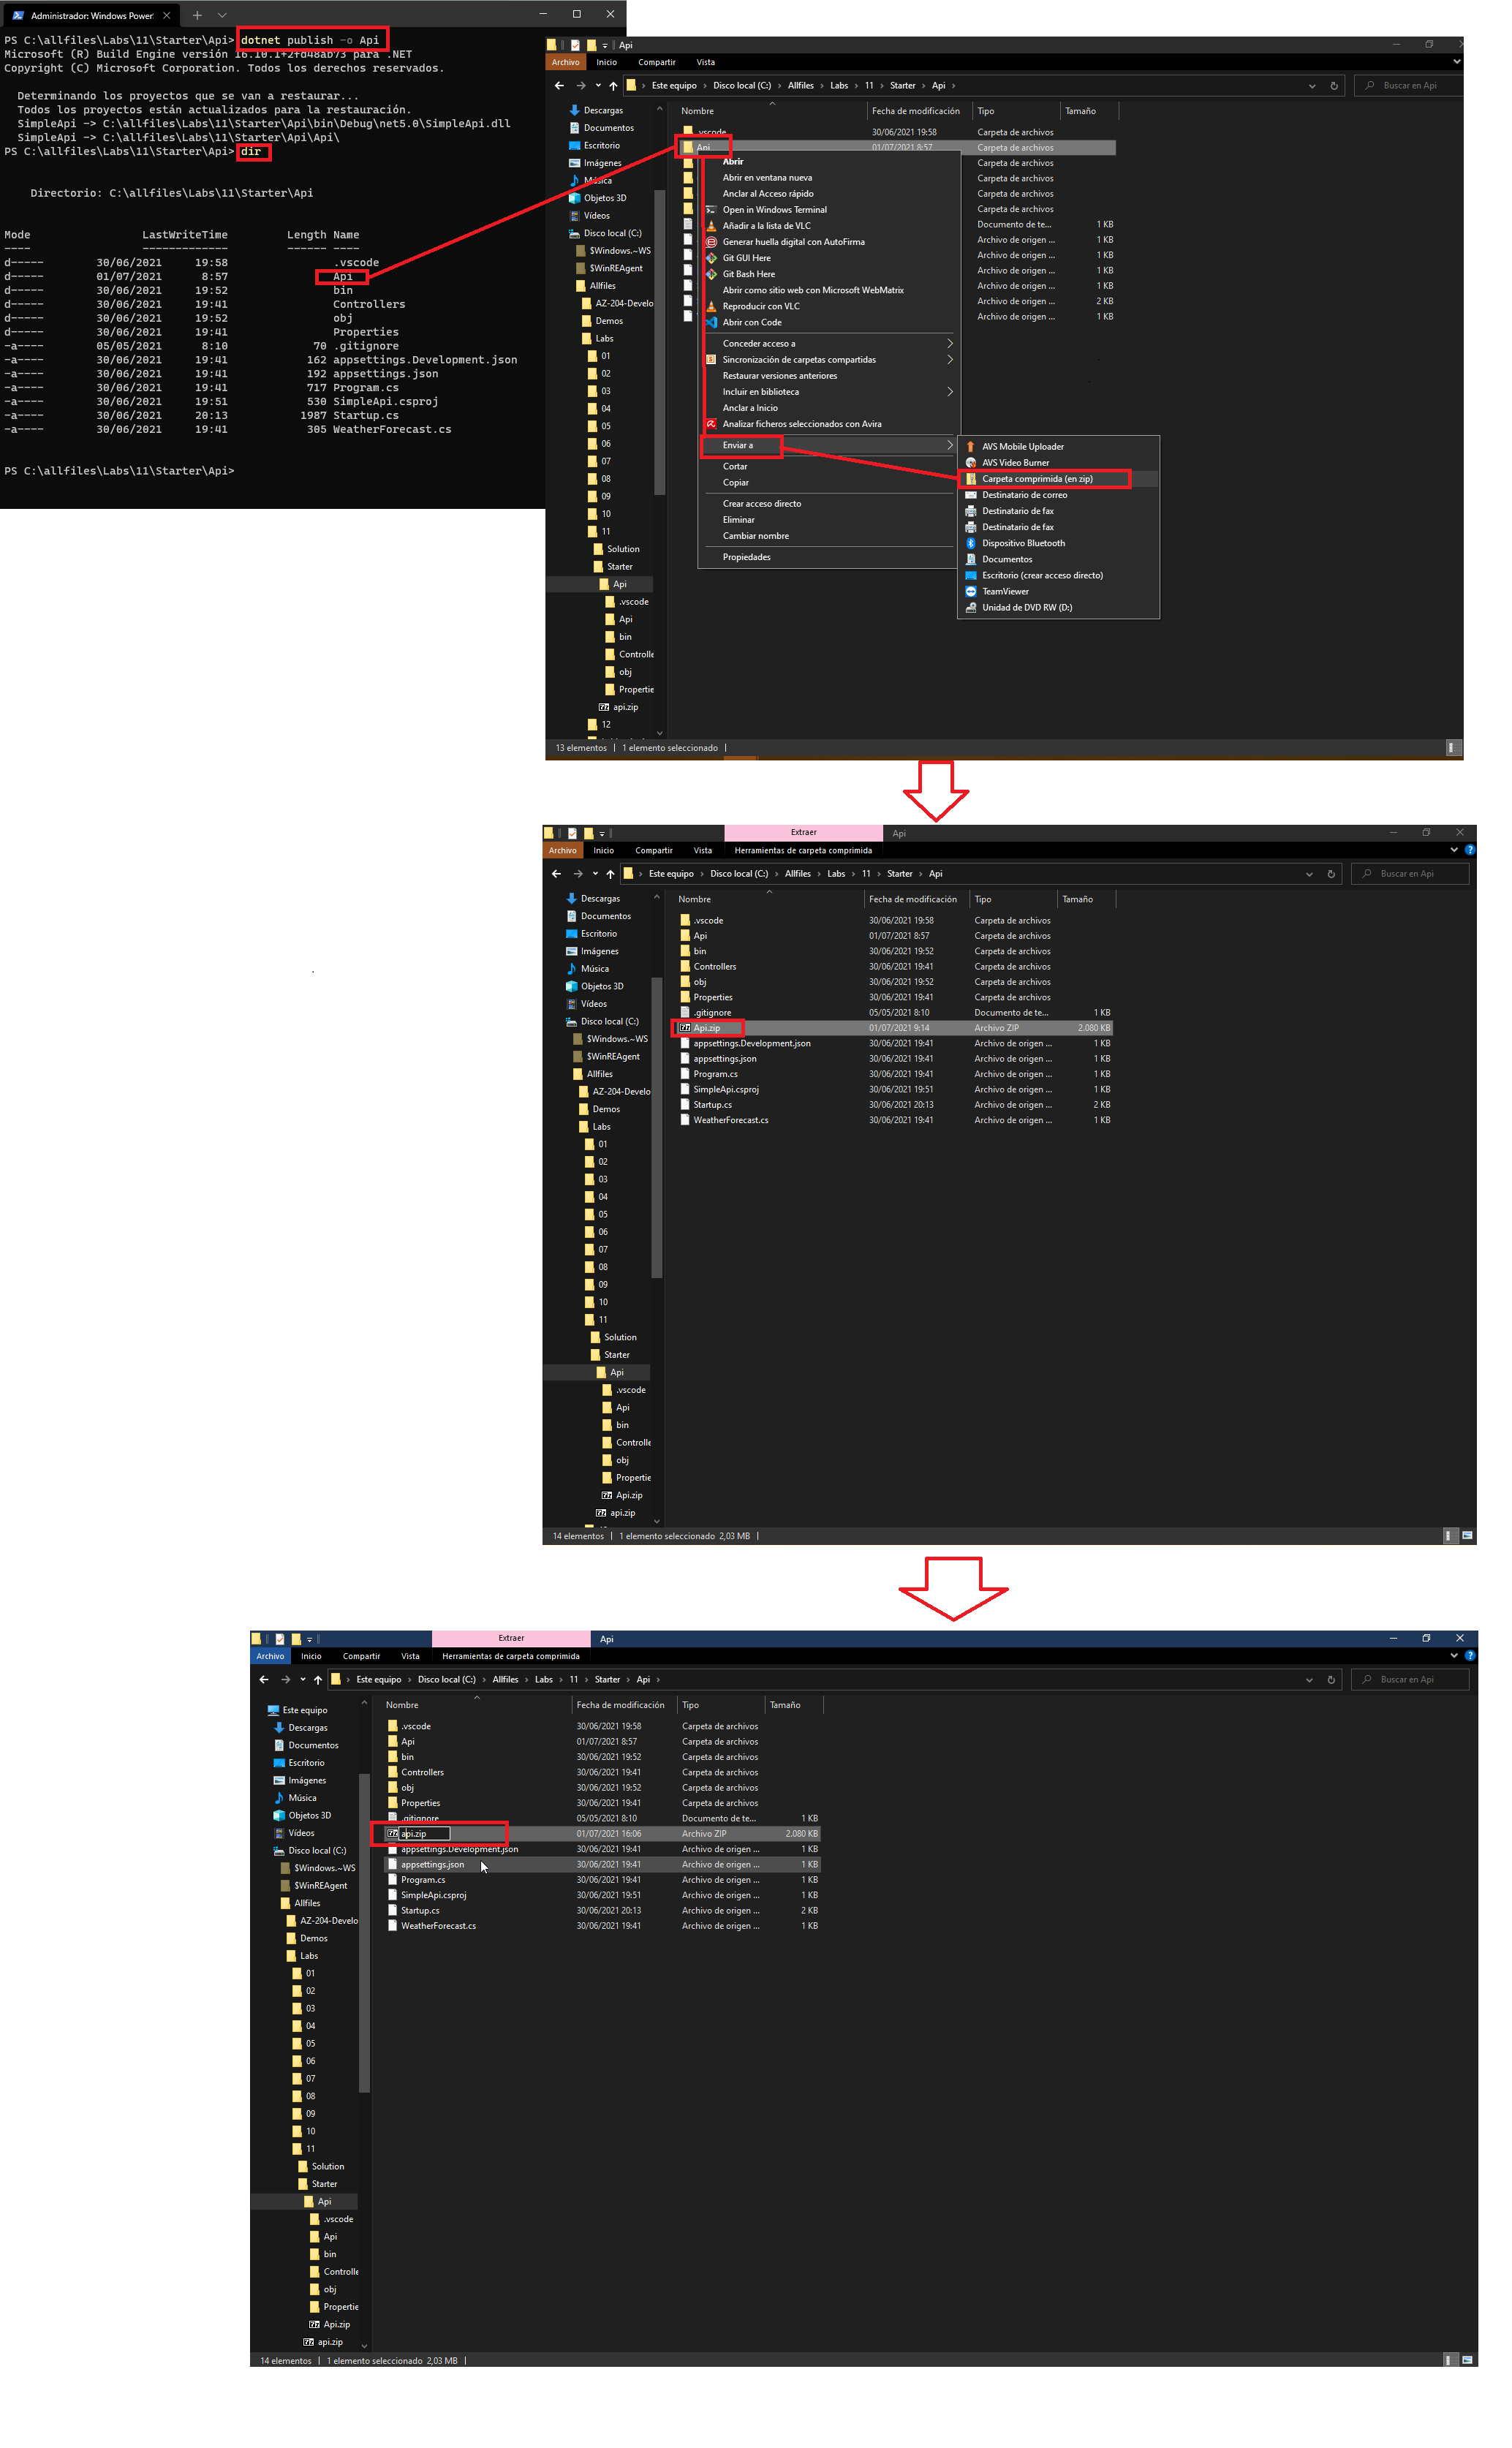 Administrador: Windows Power
PS C:\allfiles\Labs\11\Starter\Api> dotnet publish -o Api
Microsoft (R) Build Engine versión 16.10.1+2fd48ab73 para .NET
Copyright (C) Microsoft Corporation. Todos los derechos reservados.
Determinando los proyectos que se van a restaurar...
Todos los proyectos están actualizados para la restauración.
SimpleApi -> C:\allfiles\Labs\11\Starter\Api\bin\Debug\net5.0\SimpleApi.dll
SimpleApi -> C:\allfiles\Labs\11\Starter\Api\Api\
PS C:\allfiles\Labs\11\Starter\Api> dir
Directorio: C:\allfiles\Labs\11\Starter\Api
Mode LastWriteTime Length Name
---- ------------- ------ ----
d----- 30/06/2021 19:58 .vscode
d----- 01/07/2021 8:57 Api
d----- 30/06/2021 19:52 bin
d----- 30/06/2021 19:41 Controllers
d----- 30/06/2021 19:52 obj
d----- 30/06/2021 19:41 Properties
-a---- 05/05/2021 8:10 70 .gitignore
-a---- 30/06/2021 19:41 162 appsettings.Development.json
-a---- 30/06/2021 19:41 192 appsettings.json
-a---- 30/06/2021 19:41 717 Program.cs
-a---- 30/06/2021 19:51 530 SimpleApi.csproj
-a---- 30/06/2021 20:13 1987 Startup.cs
-a---- 30/06/2021 19:41 305 WeatherForecast.cs
PS C:\allfiles\Labs\11\Starter\Api>
Api
Archivo Inicio Compartir Vista
Este equipo Disco local (C:) Allfiles Labs 11 Starter Api
Buscar en Api
Descargas
Documentos
Escritorio
Imágenes
Música
Objetos 3D
Vídeos
Disco local (C:)
$Windows.~WS
$WinREAgent
Allfiles
AZ-204-Develo
Demos
Labs
01
02
03
04
05
06
07
08
09
10
11
Solution
Starter
Api
.vscode
Api
bin
Controlle
obj
Propertie
api.zip
12
Nombre Fecha de modificación Tipo Tamaño
.vscode 30/06/2021 19:58 Carpeta de archivos
Api 01/07/2021 8:57 Carpeta de archivos
Carpeta de archivos
Carpeta de archivos
Carpeta de archivos
Carpeta de archivos
Documento de te... 1 KB
Archivo de origen ... 1 KB
Archivo de origen ... 1 KB
Archivo de origen ... 1 KB
Archivo de origen ... 1 KB
Archivo de origen ... 2 KB
Archivo de origen ... 1 KB
Abrir
Abrir en ventana nueva
Anclar al Acceso rápido
Open in Windows Terminal
Añadir a la lista de VLC
Generar huella digital con AutoFirma
Git GUI Here
Git Bash Here
Abrir como sitio web con Microsoft WebMatrix
Reproducir con VLC
Abrir con Code
Conceder acceso a
Sincronización de carpetas compartidas
Restaurar versiones anteriores
Incluir en biblioteca
Anclar a Inicio
Analizar ficheros seleccionados con Avira
Enviar a
Cortar
Copiar
Crear acceso directo
Eliminar
Cambiar nombre
Propiedades
AVS Mobile Uploader
AVS Video Burner
Carpeta comprimida (en zip)
Destinatario de correo
Destinatario de fax
Destinatario de fax
Dispositivo Bluetooth
Documentos
Escritorio (crear acceso directo)
TeamViewer
Unidad de DVD RW (D:)
13 elementos 1 elemento seleccionado
Extraer Api
Archivo Inicio Compartir Vista Herramientas de carpeta comprimida
Este equipo Disco local (C:) Allfiles Labs 11 Starter Api
Buscar en Api
Descargas
Documentos
Escritorio
Imágenes
Música
Objetos 3D
Vídeos
Disco local (C:)
$Windows.~WS
$WinREAgent
Allfiles
AZ-204-Develo
Demos
Labs
01
02
03
04
05
06
07
08
09
10
11
Solution
Starter
Api
.vscode
Api
bin
Controlle
obj
Propertie
Api.zip
api.zip
Nombre Fecha de modificación Tipo Tamaño
.vscode 30/06/2021 19:58 Carpeta de archivos
Api 01/07/2021 8:57 Carpeta de archivos
bin 30/06/2021 19:52 Carpeta de archivos
Controllers 30/06/2021 19:41 Carpeta de archivos
obj 30/06/2021 19:52 Carpeta de archivos
Properties 30/06/2021 19:41 Carpeta de archivos
.gitignore 05/05/2021 8:10 Documento de te... 1 KB
Api.zip 01/07/2021 9:14 Archivo ZIP 2.080 KB
appsettings.Development.json 30/06/2021 19:41 Archivo de origen ... 1 KB
appsettings.json 30/06/2021 19:41 Archivo de origen ... 1 KB
Program.cs 30/06/2021 19:41 Archivo de origen ... 1 KB
SimpleApi.csproj 30/06/2021 19:51 Archivo de origen ... 1 KB
Startup.cs 30/06/2021 20:13 Archivo de origen ... 2 KB
WeatherForecast.cs 30/06/2021 19:41 Archivo de origen ... 1 KB
14 elementos 1 elemento seleccionado 2,03 MB
Extraer Api
Archivo Inicio Compartir Vista Herramientas de carpeta comprimida
Este equipo Disco local (C:) Allfiles Labs 11 Starter Api
Buscar en Api
Este equipo
Descargas
Documentos
Escritorio
Imágenes
Música
Objetos 3D
Vídeos
Disco local (C:)
$Windows.~WS
$WinREAgent
Allfiles
AZ-204-Develo
Demos
Labs
01
02
03
04
05
06
07
08
09
10
11
Solution
Starter
Api
.vscode
Api
bin
Controlle
obj
Propertie
Api.zip
api.zip
Nombre Fecha de modificación Tipo Tamaño
.vscode 30/06/2021 19:58 Carpeta de archivos
Api 01/07/2021 8:57 Carpeta de archivos
bin 30/06/2021 19:52 Carpeta de archivos
Controllers 30/06/2021 19:41 Carpeta de archivos
obj 30/06/2021 19:52 Carpeta de archivos
Properties 30/06/2021 19:41 Carpeta de archivos
.gitignore 05/05/2021 8:10 Documento de te... 1 KB
api.zip 01/07/2021 16:06 Archivo ZIP 2.080 KB
appsettings.Development.json 30/06/2021 19:41 Archivo de origen ... 1 KB
appsettings.json 30/06/2021 19:41 Archivo de origen ... 1 KB
Program.cs 30/06/2021 19:41 Archivo de origen ... 1 KB
SimpleApi.csproj 30/06/2021 19:51 Archivo de origen ... 1 KB
Startup.cs 30/06/2021 20:13 Archivo de origen ... 2 KB
WeatherForecast.cs 30/06/2021 19:41 Archivo de origen ... 1 KB
14 elementos 1 elemento seleccionado 2,03 MB